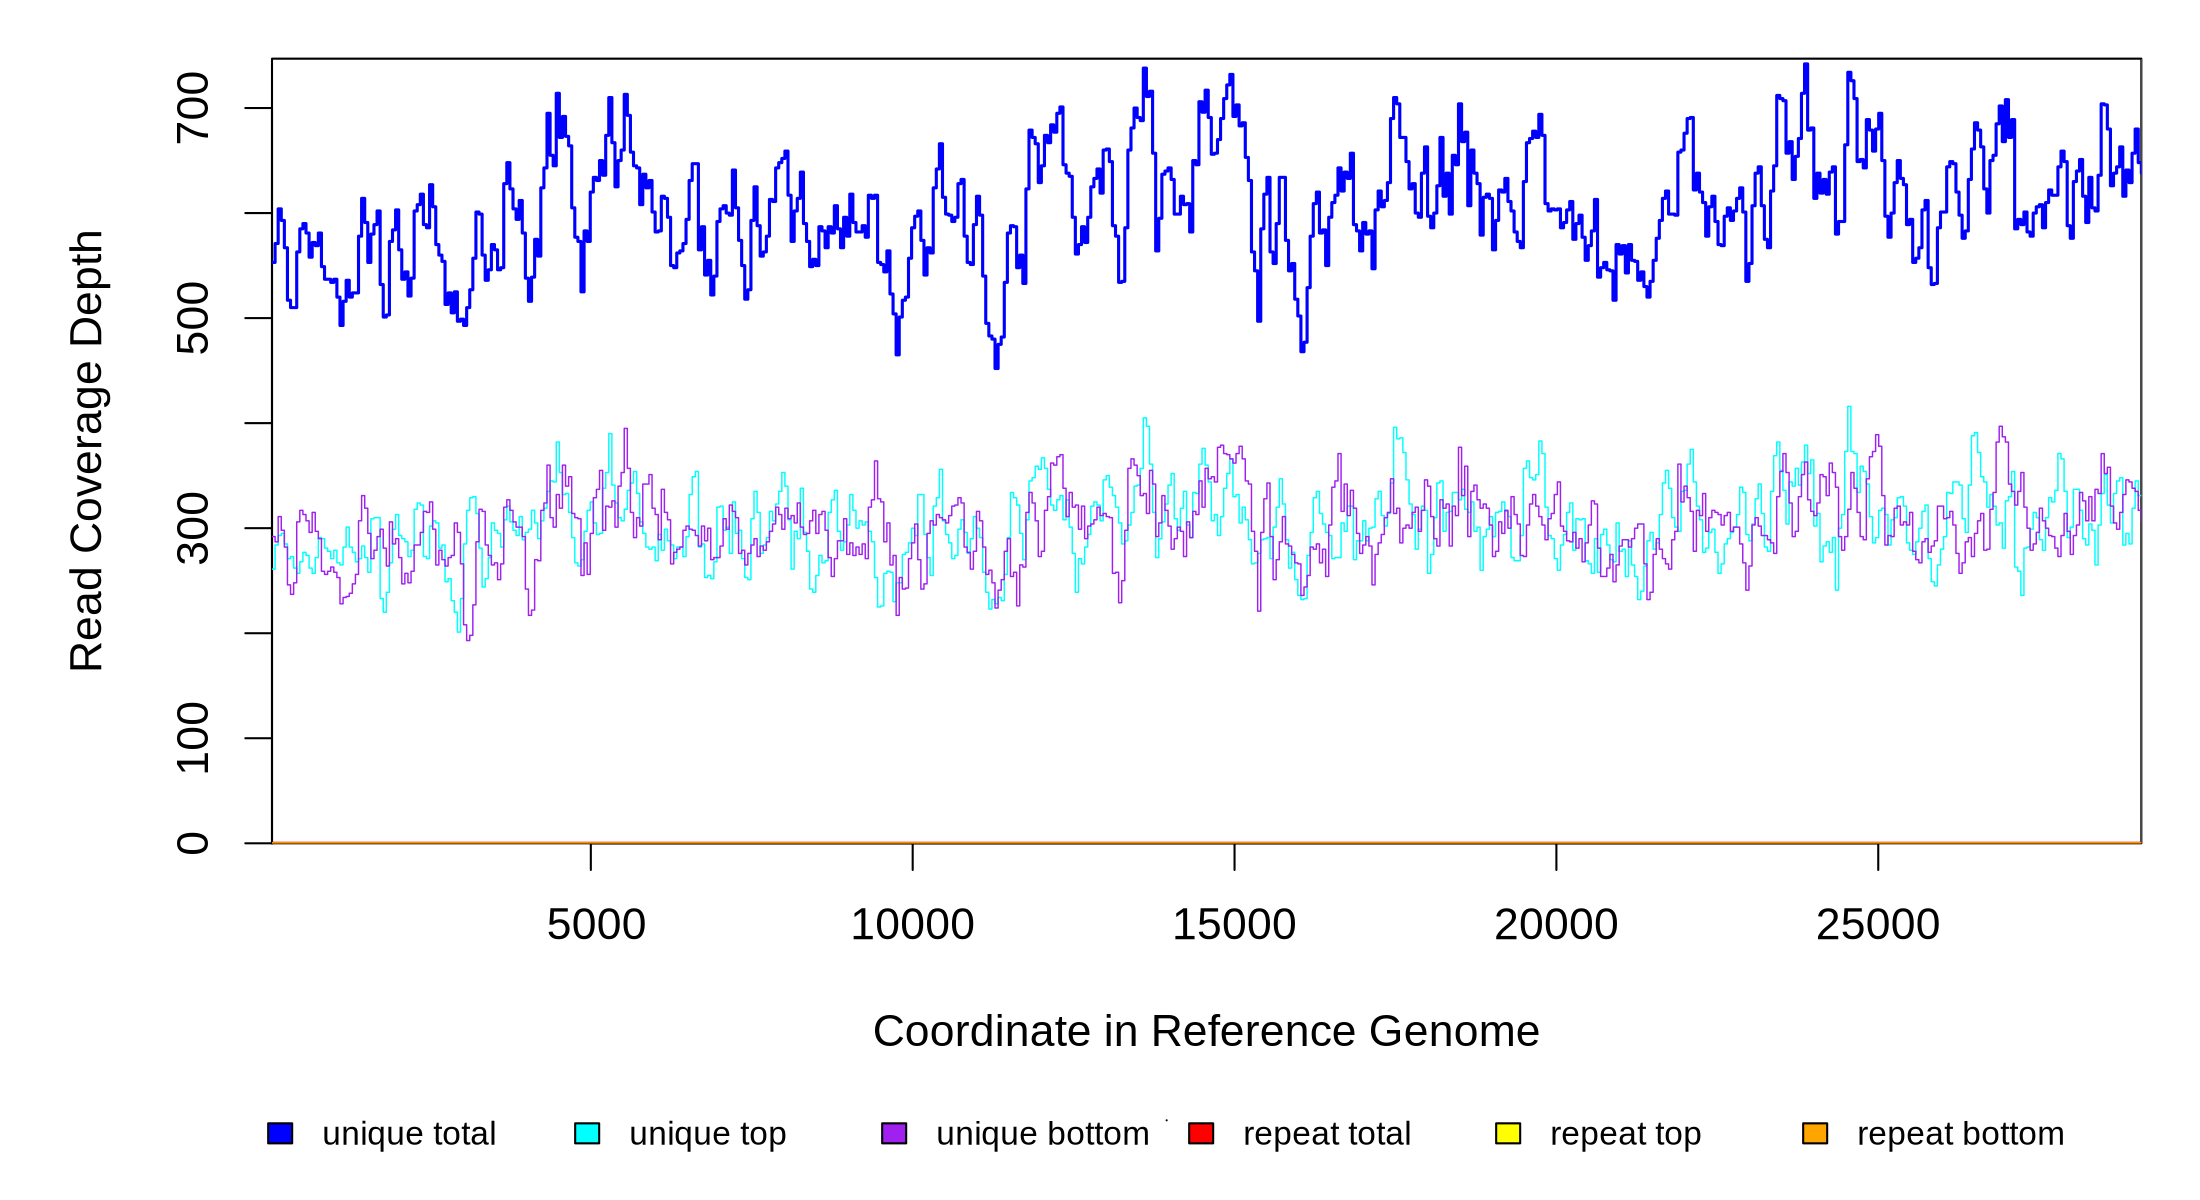 Read Coverage Depth
700
500
300
100
0
5000 10000 15000 20000 25000
Coordinate in Reference Genome
unique total unique top unique bottom repeat total repeat top repeat bottom